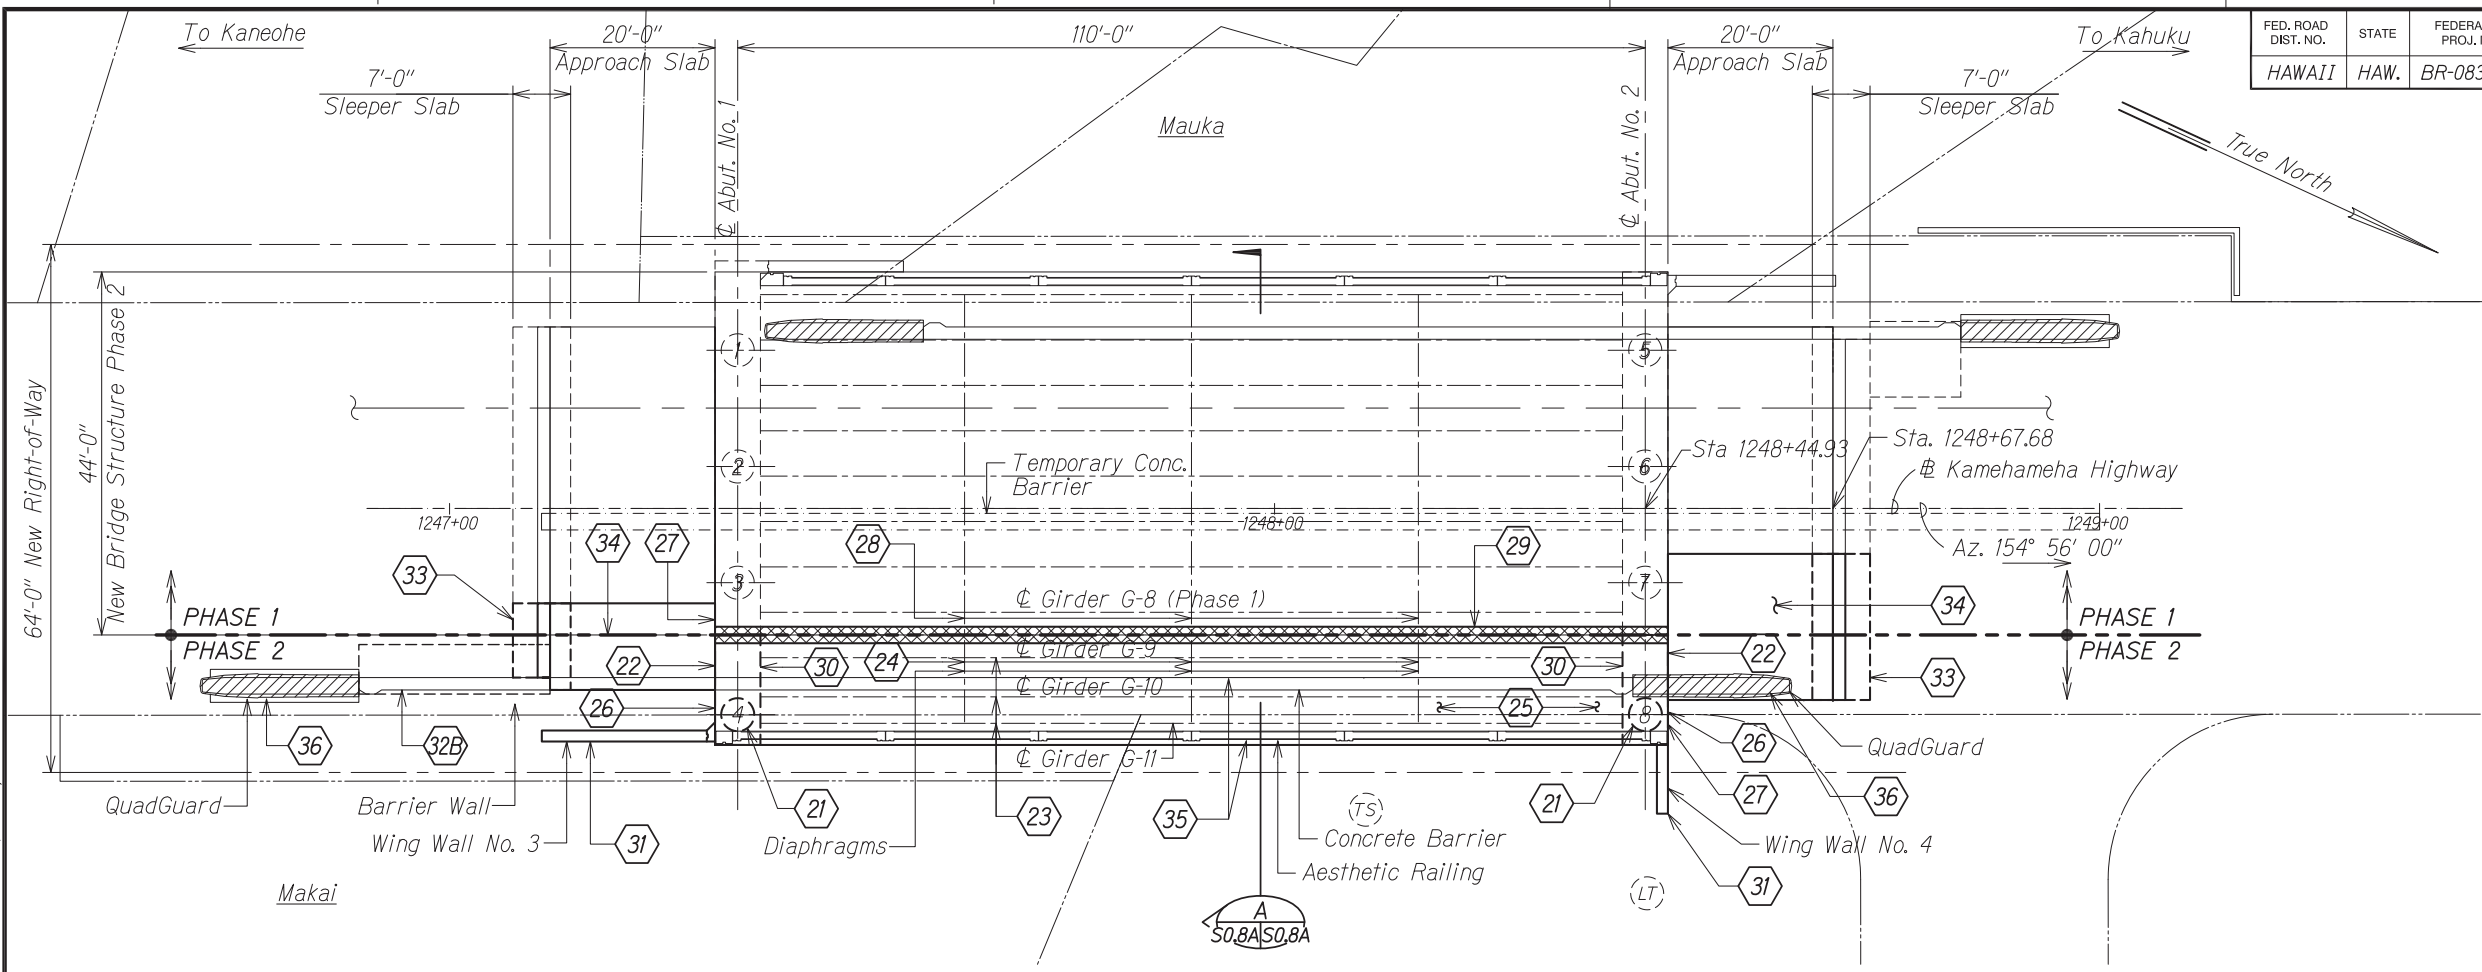 To Kaneohe
20'-0"
Approach Slab
110'-0"
20'-0"
Approach Slab
To Kahuku
FED. ROAD
DIST. NO.
STATE
HAWAII
HAW.
BR-083
7'-0"
Sleeper Slab
7'-0"
Sleeper Slab
℄ Abut. No. 1
Mauka
℄ Abut. No. 2
True North
64'-0" New Right-of-Way
44'-0"
New Bridge Structure Phase 2
1
5
2
6
Temporary Conc.
Barrier
Sta 1248+44.93
Sta. 1248+67.68
Kamehameha Highway
1247+00
1248+00
1249+00
Az. 154° 56' 00"
33
34
27
28
29
3
7
℄ Girder G-8 (Phase 1)
34
PHASE 1
PHASE 2
PHASE 1
PHASE 2
22
30
24
℄ Girder G-9
30
22
33
℄ Girder G-10
26
4
25
8
36
32B
26
QuadGuard
℄ Girder G-11
QuadGuard
Barrier Wall
21
23
35
TS
21
27
36
Wing Wall No. 3
31
Diaphragms
Concrete Barrier
Wing Wall No. 4
Aesthetic Railing
31
Makai
LT
A
S0.8A S0.8A